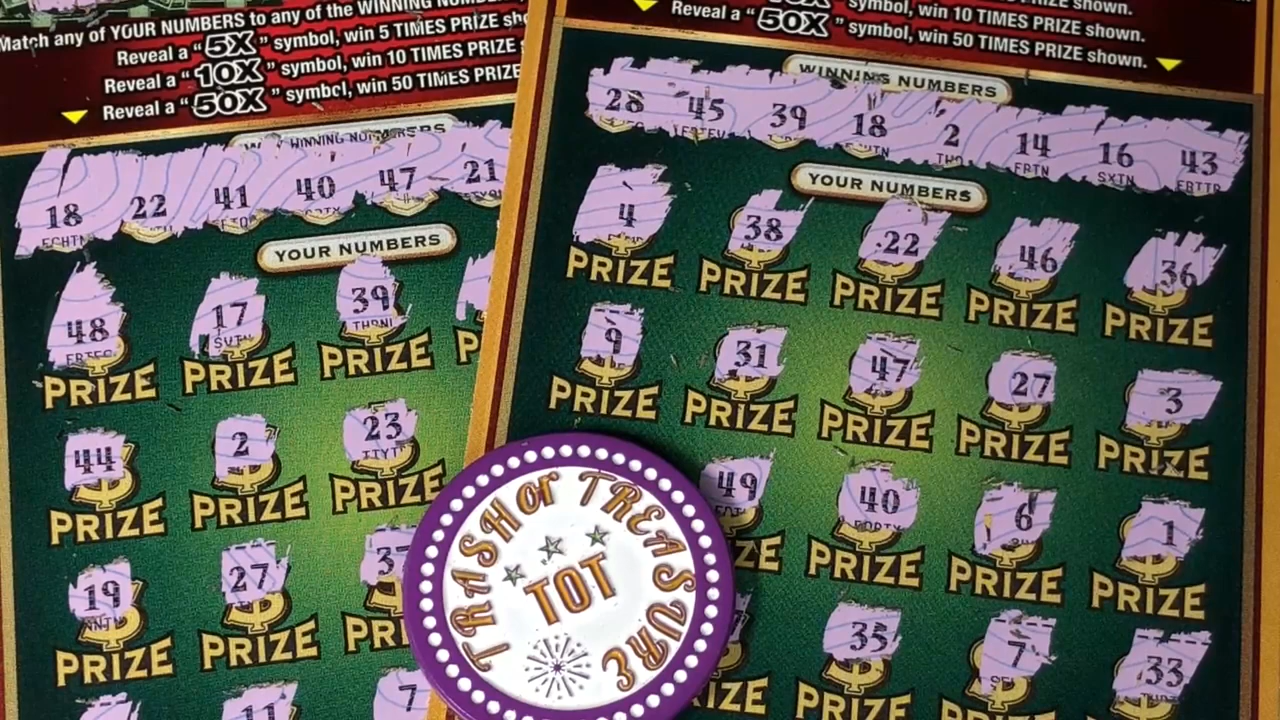 Match any of YOUR NUMBERS to any of the WINNING
Reveal a "5X" symbol, win 5 TIMES PRIZE
Reveal a "10X" symbol, win 10 TIMES PRIZE
Reveal a "50X" symbol, win 50 TIMES PRIZE
WINNING NUMBERS
18 22 41 40 47 21
YOUR NUMBERS
48 17 39
PRIZE PRIZE PRIZE
44 2 23
PRIZE PRIZE PRIZE
19 27
PRIZE PRIZE
11 7
symbol, win 10 TIMES PRIZE shown.
Reveal a "50X" symbol, win 50 TIMES PRIZE shown.
WINNING NUMBERS
28 45 39 18 2 14 16 43
FRTN SXTN
YOUR NUMBERS
4 38 22 46 36
PRIZE PRIZE PRIZE PRIZE PRIZE
9 31 47 27 3
PRIZE PRIZE PRIZE PRIZE PRIZE
49 40 6 1
PRIZE PRIZE PRIZE
35 7 33
TRASH or TREASURE
TOT